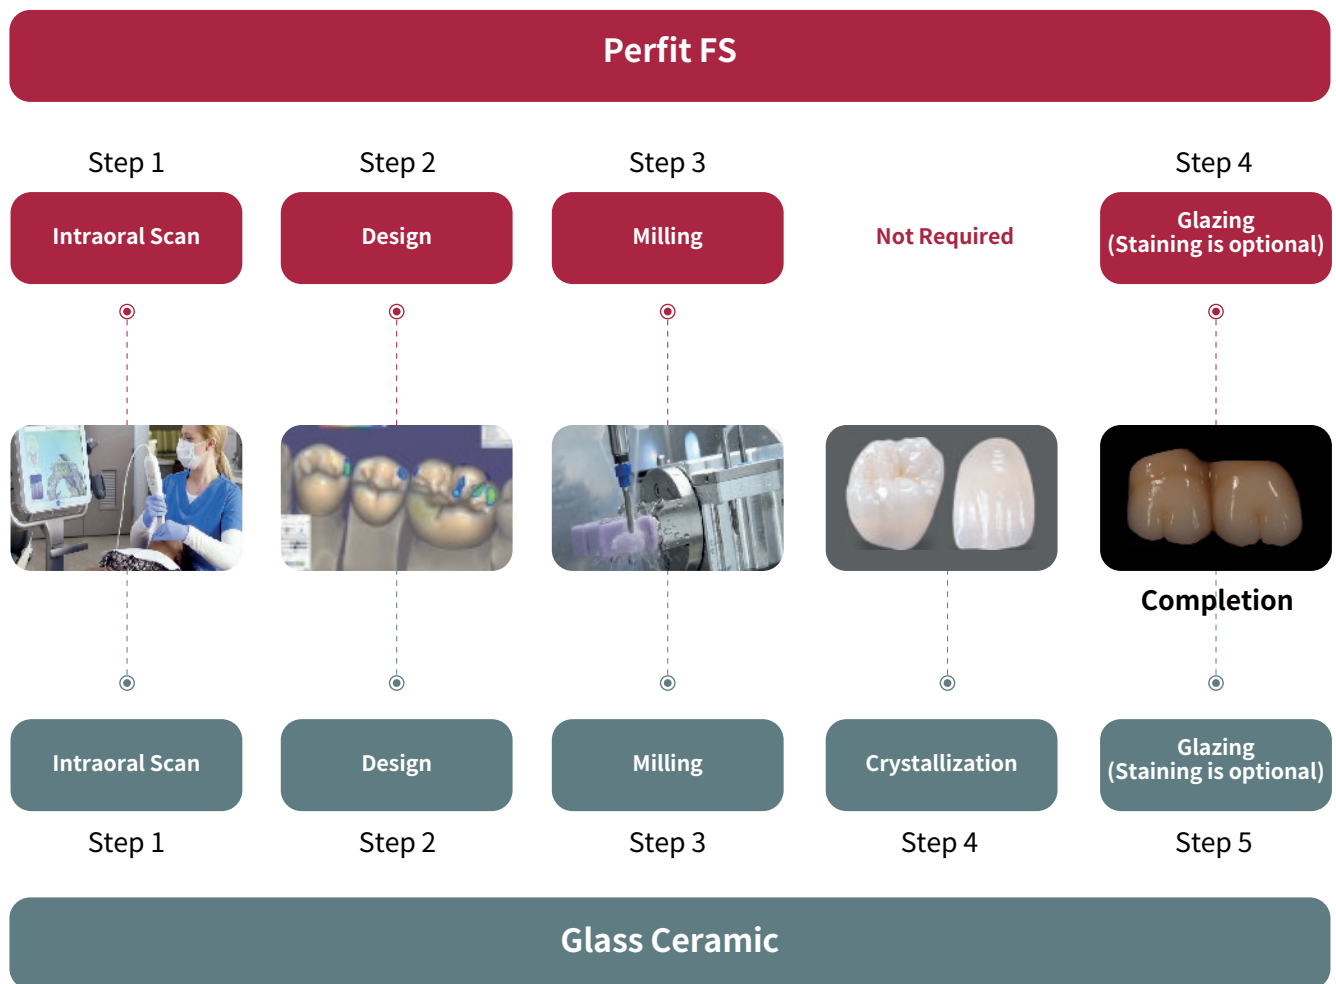 Perfit FS
Step 1
Step 2
Step 3
Step 4
Intraoral Scan
Design
Milling
Not Required
Glazing
(Staining is optional)
Completion
Intraoral Scan
Design
Milling
Crystallization
Glazing
(Staining is optional)
Step 1
Step 2
Step 3
Step 4
Step 5
Glass Ceramic